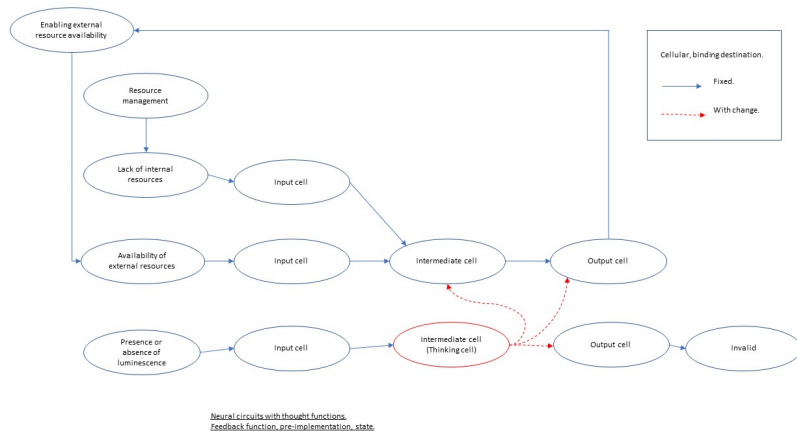 Enabling external
resource availability
Cellular, binding destination.
Fixed.
With change.
Resource
management
Lack of internal
resources
Input cell
Availability of
external resources
Input cell
Intermediate cell
Output cell
Presence or
absence of
luminescence
Input cell
Intermediate cell
(Thinking cell)
Output cell
Invalid
Neural circuits with thought functions.
Feedback function, pre-implementation, state.